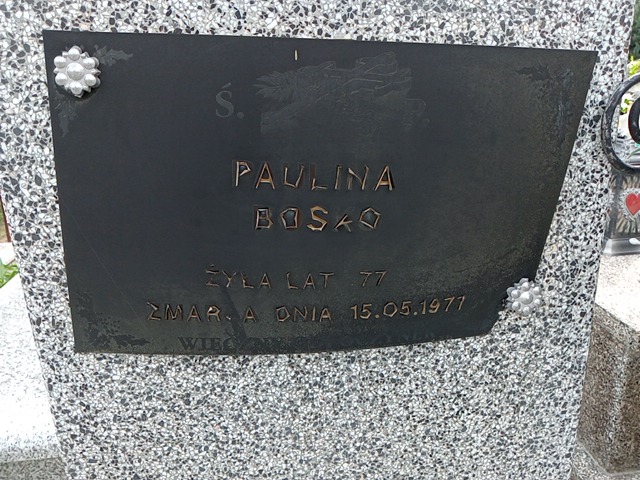 Ś. P.
PAULINA
BOSKO
ŻYŁA LAT 77
ZMARŁA DNIA 15.05.1977